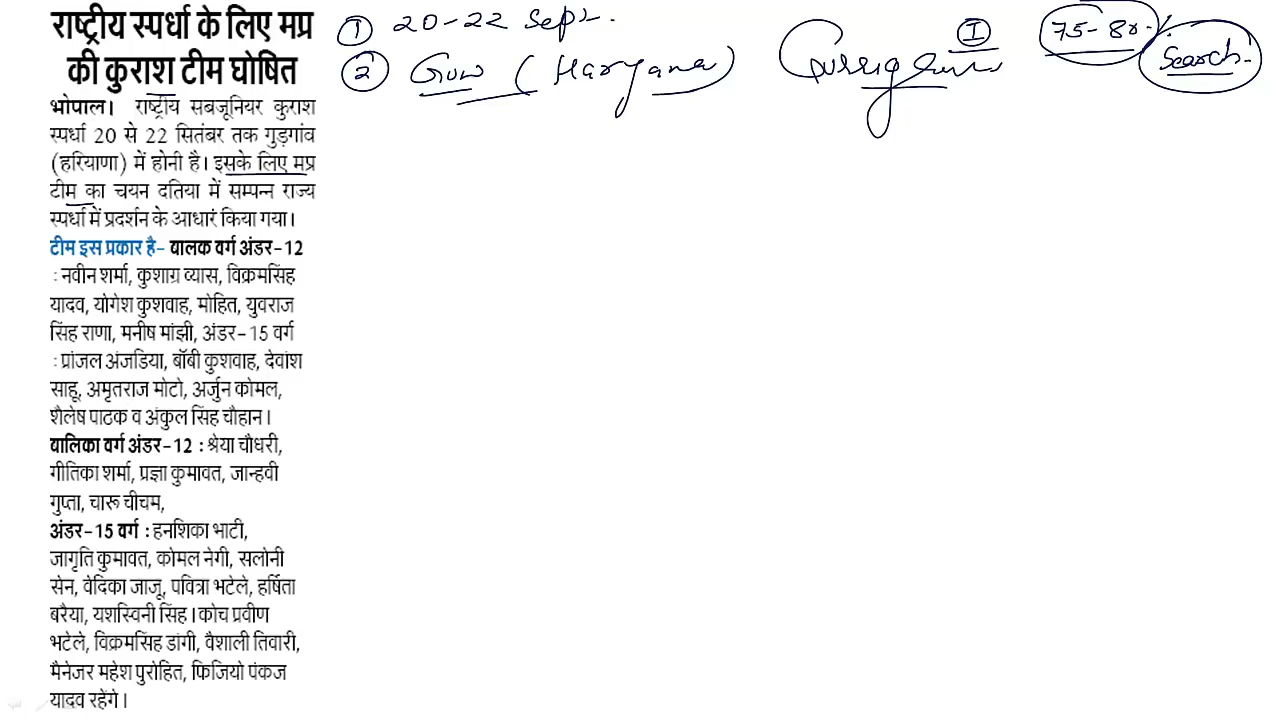 राष्ट्रीय स्पर्धा के लिए मप्र
की कुराश टीम घोषित
भोपाल। राष्ट्रीय सबजूनियर कुराश
स्पर्धा 20 से 22 सितंबर तक गुड़गांव
(हरियाणा) में होनी है। इसके लिए मप्र
टीम का चयन दतिया में सम्पन्न राज्य
स्पर्धा में प्रदर्शन के आधारं किया गया।
टीम इस प्रकार है- बालक वर्ग अंडर-12
: नवीन शर्मा, कुशाग्र व्यास, विक्रमसिंह
यादव, योगेश कुशवाह, मोहित, युवराज
सिंह राणा, मनीष मांझी, अंडर-15 वर्ग
: प्रांजल अंजडिया, बॉबी कुशवाह, देवांश
साहू, अमृतराज मोटो, अर्जुन कोमल,
शैलेष पाठक व अंकुल सिंह चौहान।
बालिका वर्ग अंडर-12 : श्रेया चौधरी,
गीतिका शर्मा, प्रज्ञा कुमावत, जान्हवी
गुप्ता, चारू चीचम,
अंडर-15 वर्ग : हनशिका भाटी,
जागृति कुमावत, कोमल नेगी, सलोनी
सेन, वेदिका जाजू, पवित्रा भटेले, हर्षिता
बरैया, यशस्विनी सिंह। कोच प्रवीण
भटेले, विक्रमसिंह डांगी, वैशाली तिवारी,
मैनेजर महेश पुरोहित, फिजियो पंकज
यादव रहेंगे।
① 20-22 Sept.
② (Haryana)
I
75-80%
Search